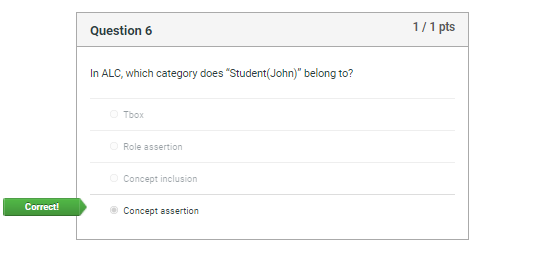 Question 6
1 / 1 pts
In ALC, which category does "Student(John)" belong to?
Tbox
Role assertion
Concept inclusion
Correct!
Concept assertion